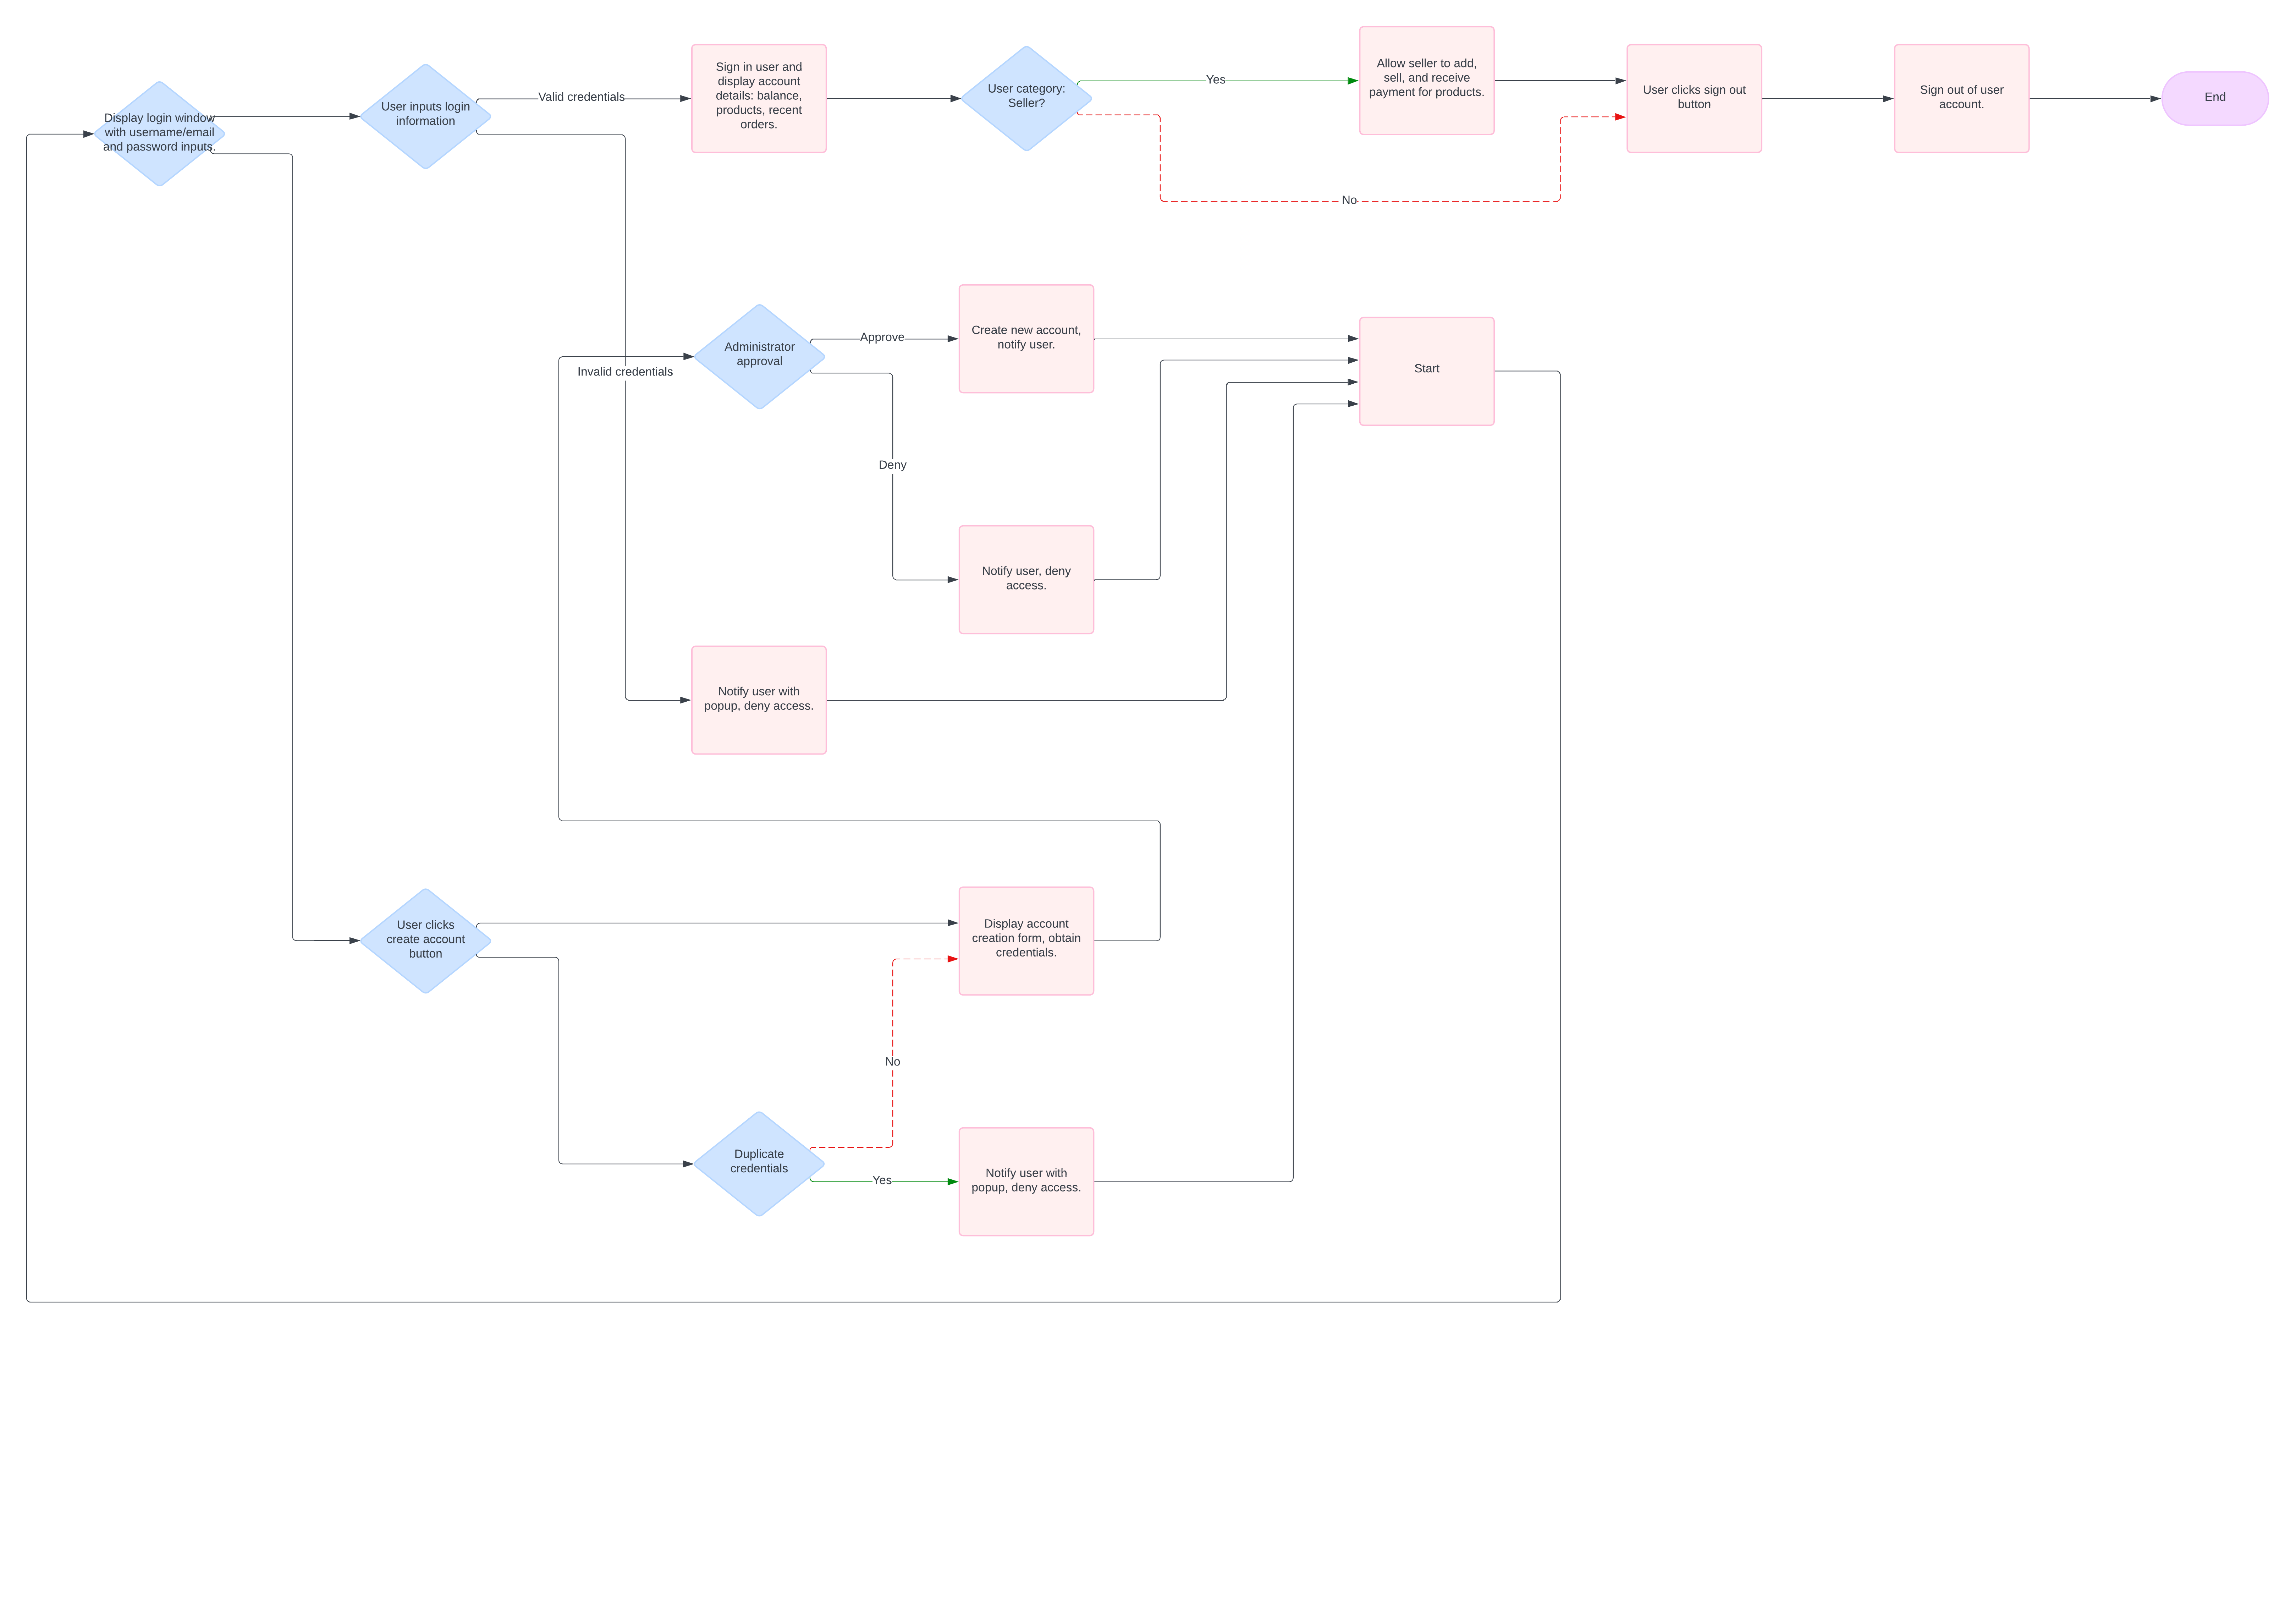 Display login window
with username/email
and password inputs.
User inputs login
information
Valid credentials
Sign in user and
display account
details: balance,
products, recent
orders.
User category:
Seller?
Yes
No
Allow seller to add,
sell, and receive
payment for products.
User clicks sign out
button
Sign out of user
account.
End
Invalid credentials
Administrator
approval
Approve
Deny
Create new account,
notify user.
Start
Notify user, deny
access.
Notify user with
popup, deny access.
User clicks
create account
button
Display account
creation form, obtain
credentials.
No
Duplicate
credentials
Yes
Notify user with
popup, deny access.